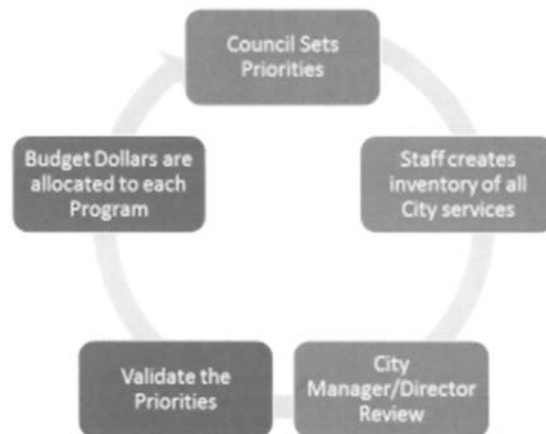 Council Sets
Priorities
Staff creates
inventory of all
City services
City
Manager/Director
Review
Validate the
Priorities
Budget Dollars are
allocated to each
Program